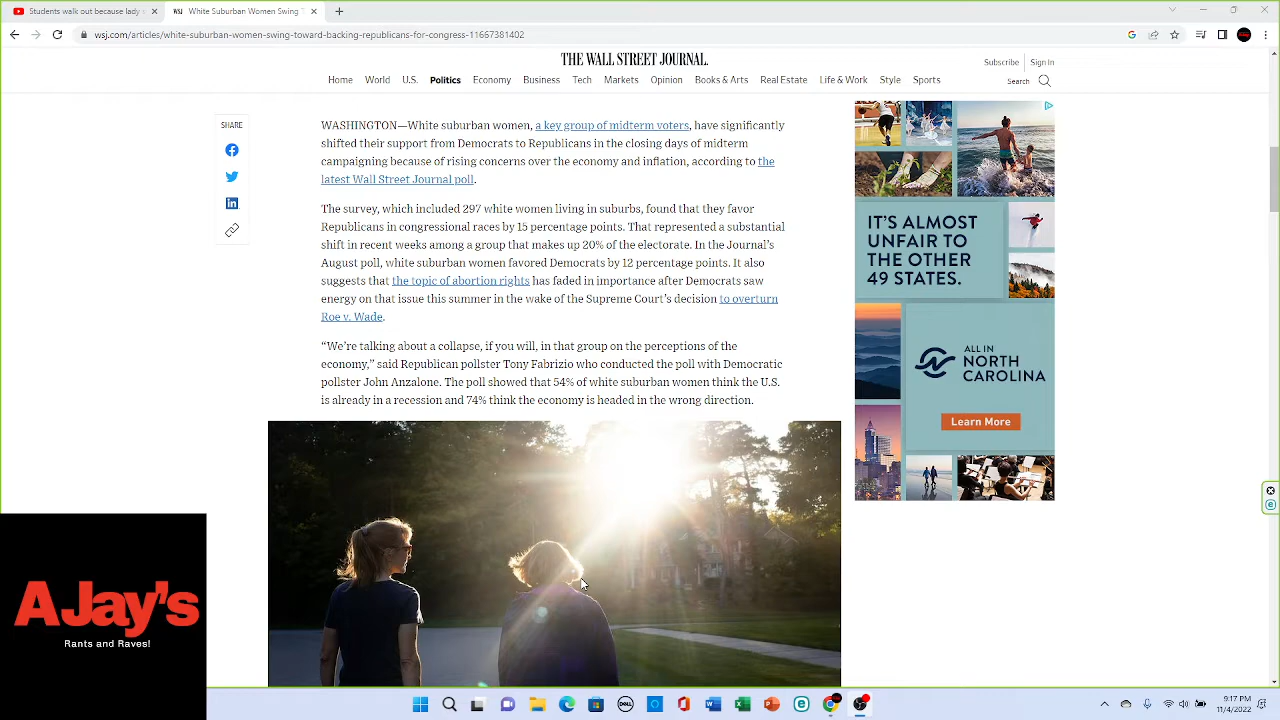 Students walk out because lady
WSJ White Suburban Women Swing T
wsj.com/articles/white-suburban-women-swing-toward-backing-republicans-for-congress-11667381402
THE WALL STREET JOURNAL.
Subscribe Sign In
Home World U.S. Politics Economy Business Tech Markets Opinion Books & Arts Real Estate Life & Work Style Sports
Search
SHARE
WASHINGTON—White suburban women, a key group of midterm voters, have significantly
shifted their support from Democrats to Republicans in the closing days of midterm
campaigning because of rising concerns over the economy and inflation, according to the
latest Wall Street Journal poll.
The survey, which included 297 white women living in suburbs, found that they favor
Republicans in congressional races by 15 percentage points. That represented a substantial
shift in recent weeks among a group that makes up 20% of the electorate. In the Journal's
August poll, white suburban women favored Democrats by 12 percentage points. It also
suggests that the topic of abortion rights has faded in importance after Democrats saw
energy on that issue this summer in the wake of the Supreme Court's decision to overturn
Roe v. Wade.
“We're talking about a collapse, if you will, in that group on the perceptions of the
economy,” said Republican pollster Tony Fabrizio who conducted the poll with Democratic
pollster John Anzalone. The poll showed that 54% of white suburban women think the U.S.
is already in a recession and 74% think the economy is headed in the wrong direction.
IT'S ALMOST
UNFAIR TO
THE OTHER
49 STATES.
ALL IN
NORTH
CAROLINA
Learn More
A Jay's
Rants and Raves!
9:17 PM
11/4/2022